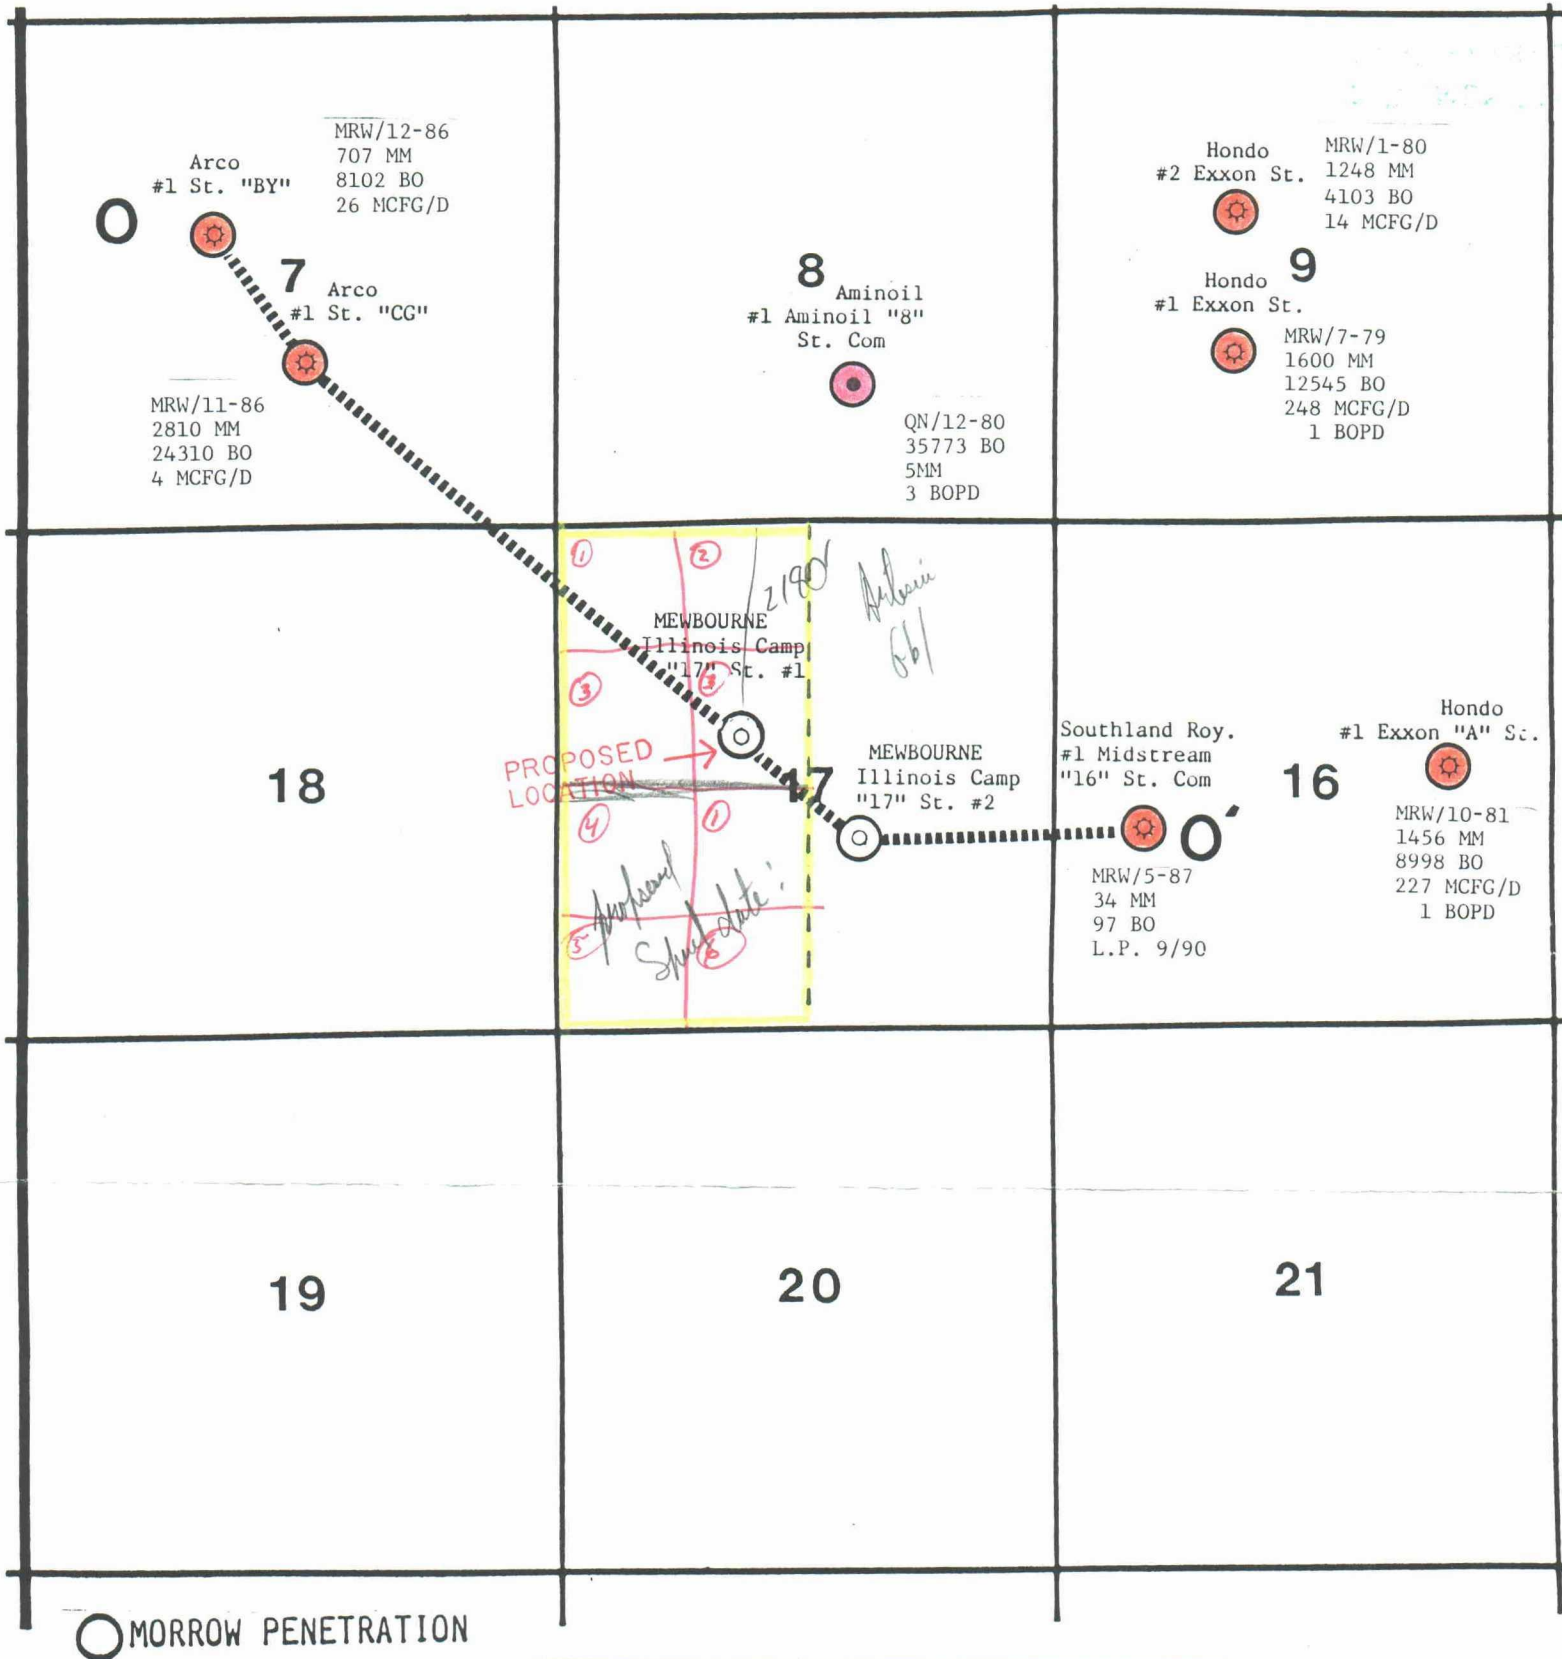 MRW/12-86
707 MM
8102 BO
26 MCFG/D
Arco
#1 St. "BY"
O
7
Arco
#1 St. "CG"
MRW/11-86
2810 MM
24310 BO
4 MCFG/D
8
Aminoil
#1 Aminoil "8"
St. Com
QN/12-80
35773 BO
5MM
3 BOPD
Hondo
#2 Exxon St.
MRW/1-80
1248 MM
4103 BO
14 MCFG/D
9
Hondo
#1 Exxon St.
MRW/7-79
1600 MM
12545 BO
248 MCFG/D
1 BOPD
18
1
2
2180'
MEWBOURNE
Illinois Camp
"17" St. #1
3
PROPOSED
LOCATION
17
4
1
proposed
Spud date:
5
6
MEWBOURNE
Illinois Camp
"17" St. #2
Southland Roy.
#1 Midstream
"16" St. Com
O'
MRW/5-87
34 MM
97 BO
L.P. 9/90
16
Hondo
#1 Exxon "A" St.
MRW/10-81
1456 MM
8998 BO
227 MCFG/D
1 BOPD
19
20
21
MORROW PENETRATION